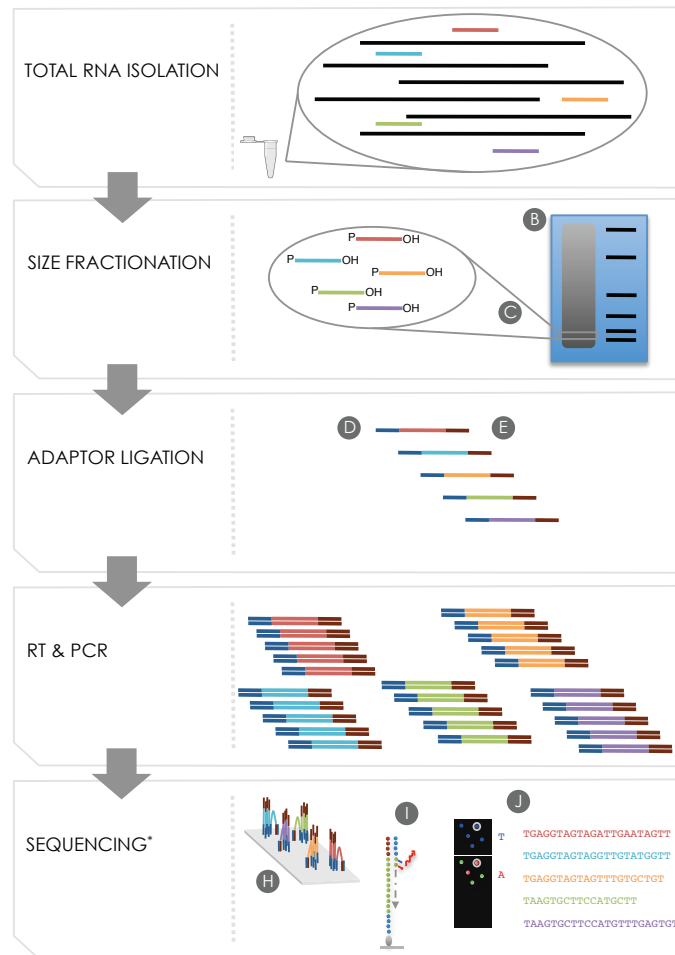 TOTAL RNA ISOLATION
B
SIZE FRACTIONATION
P OH
P OH
P OH
P OH
P OH
C
D
E
ADAPTOR LIGATION
RT & PCR
SEQUENCING*
H
I
J
T
A
TGAGGTAGTAGATTGAATAGTT
TGAGGTAGTAGGTTGTATGGTT
TGAGGTAGTAGTTTGTGCTGT
TAAGTGCTTCCATGCTT
TAAGTGCTTCCATGTTTGAGTGT